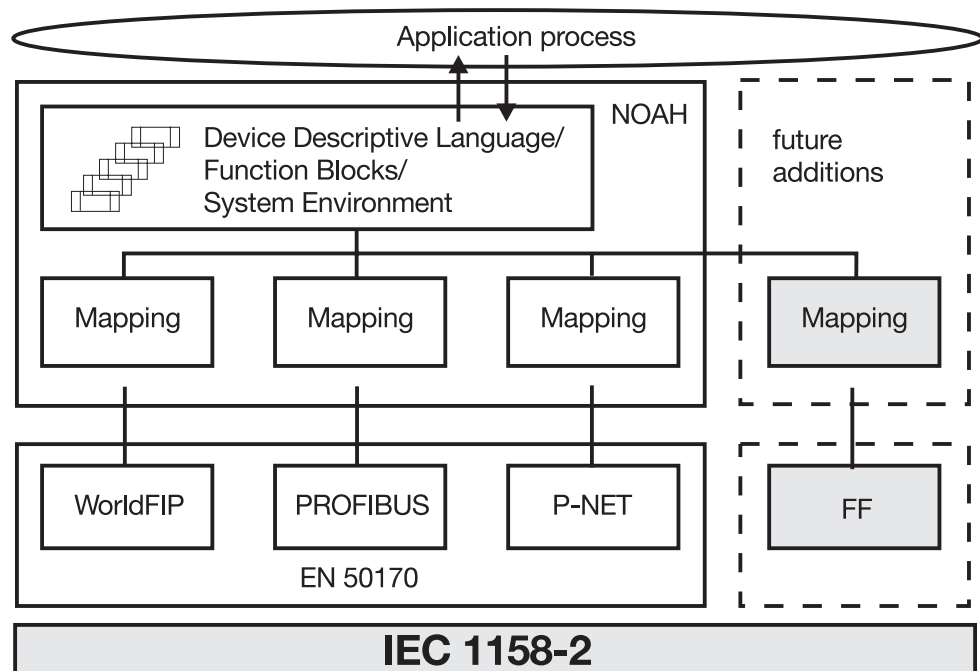 Application process
NOAH
Device Descriptive Language/
Function Blocks/
System Environment
future
additions
Mapping
Mapping
Mapping
Mapping
WorldFIP
PROFIBUS
P-NET
FF
EN 50170
IEC 1158-2